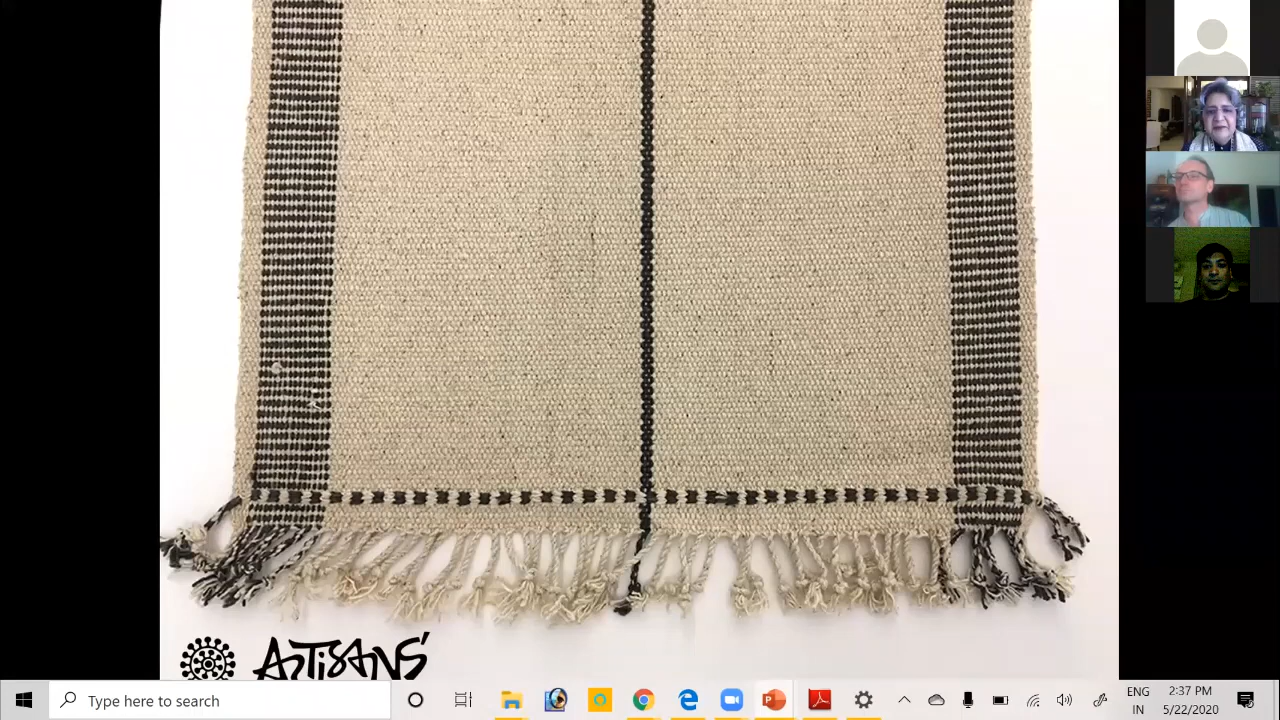 ARTISANS'
Type here to search
ENG
IN
2:37 PM
5/22/2020